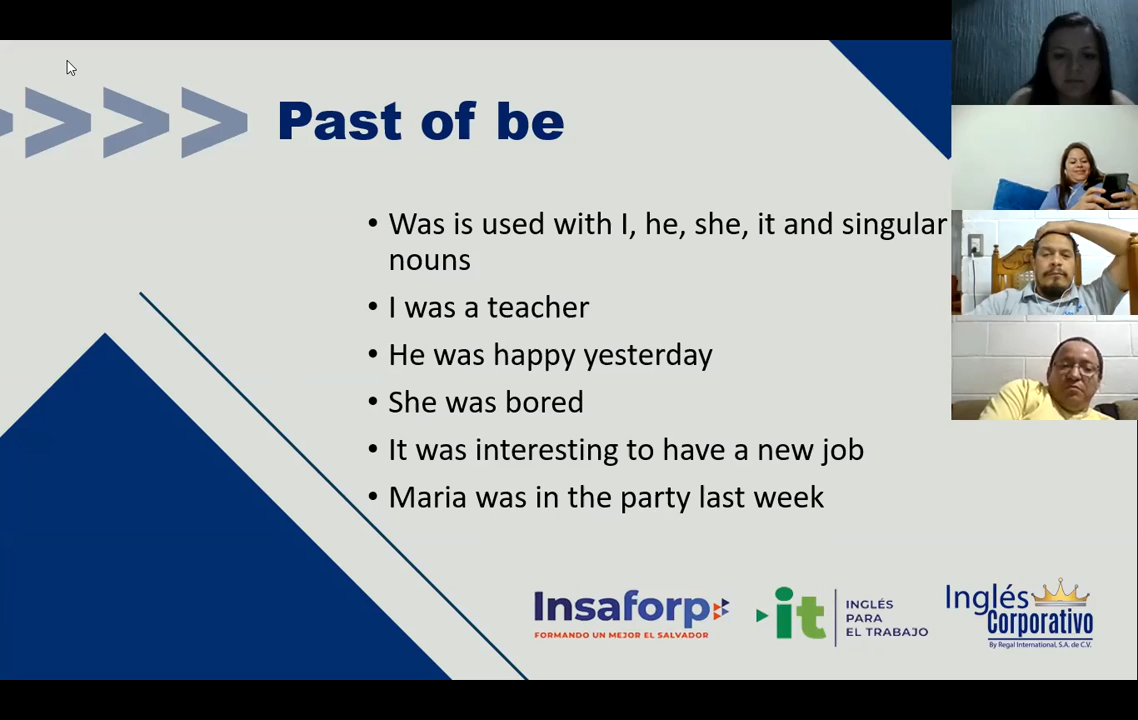 >>>>
Past of be
• Was is used with I, he, she, it and singular
nouns
• I was a teacher
• He was happy yesterday
• She was bored
• It was interesting to have a new job
• Maria was in the party last week
Insaforp
FORMANDO UN MEJOR EL SALVADOR
it
INGLÉS
PARA
EL TRABAJO
Inglés
Corporativo
By Regal International, S.A. de C.V.